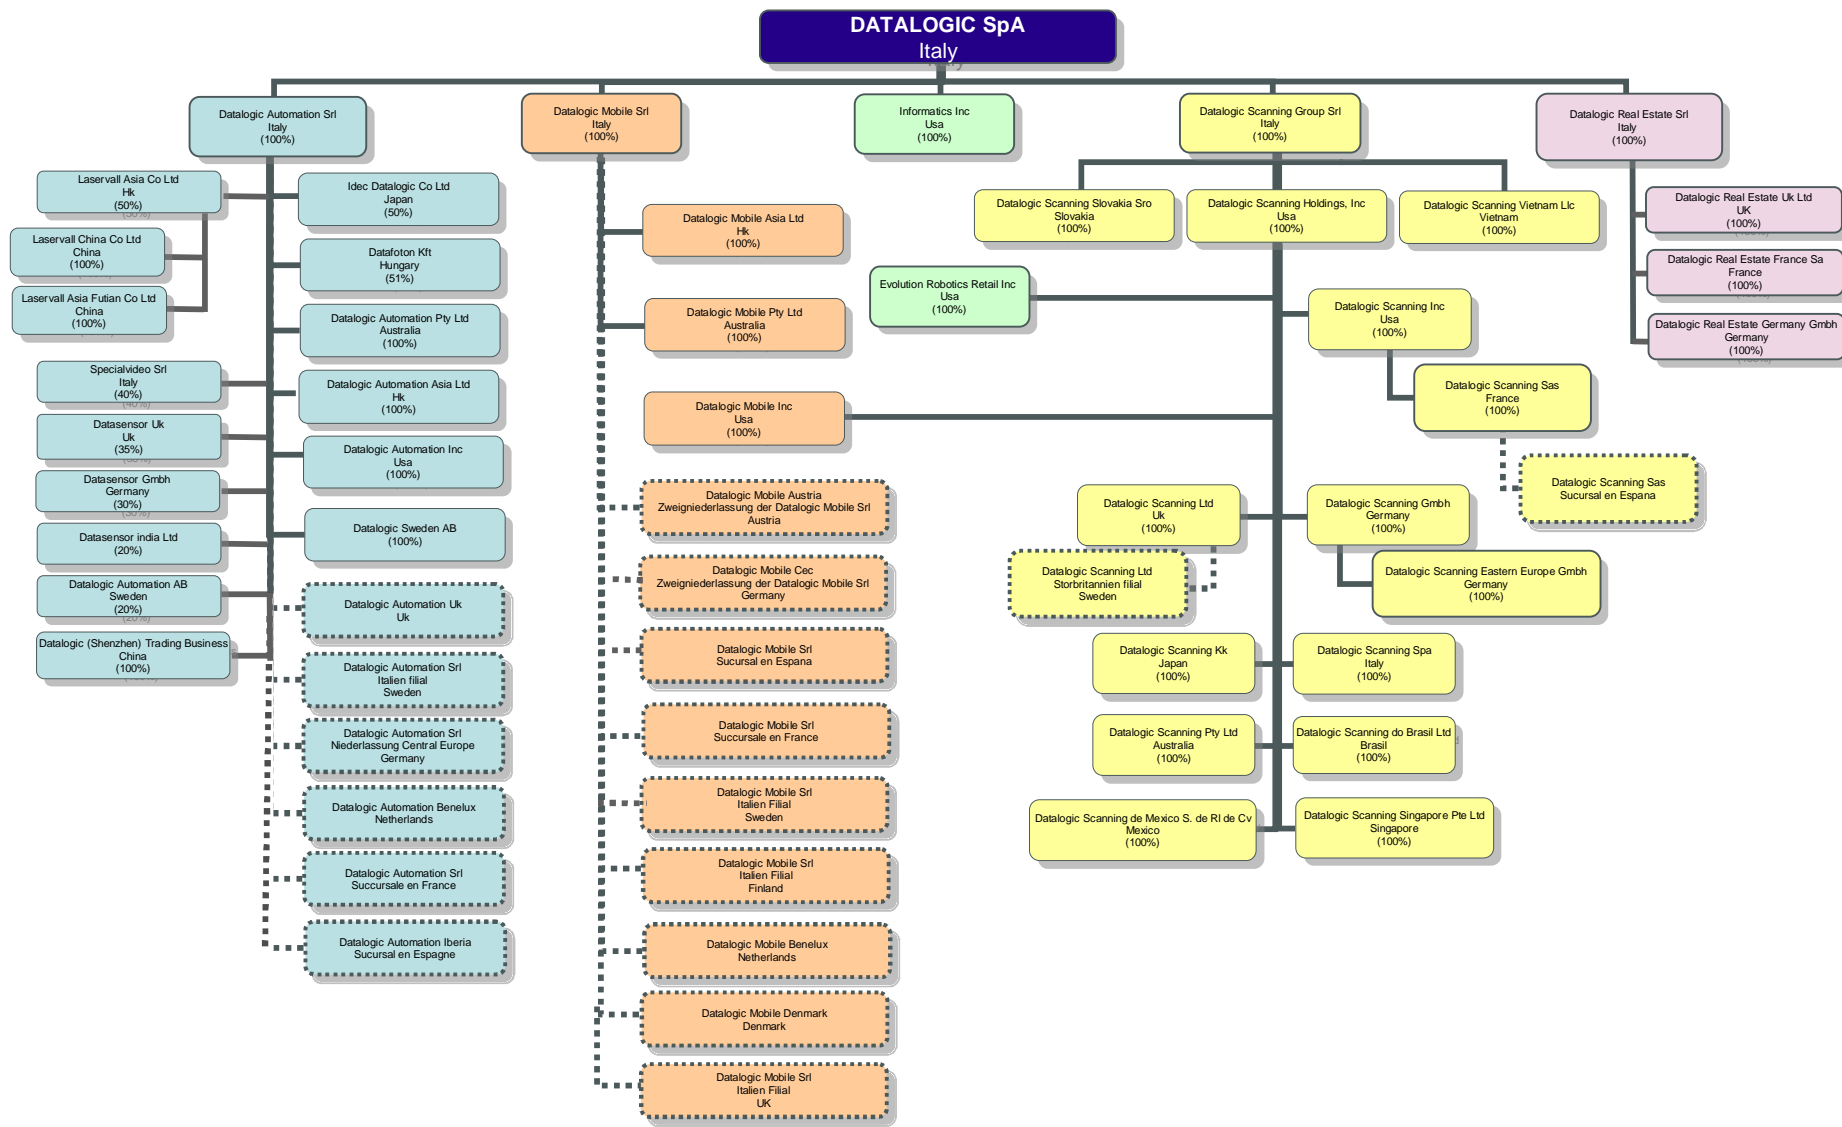 DATALOGIC SpA
Italy
Datalogic Automation Srl
Italy
(100%)
Laservall Asia Co Ltd
Hk
(50%)
Laservall China Co Ltd
China
(100%)
Laservall Asia Futian Co Ltd
China
(100%)
Specialvideo Srl
Italy
(40%)
Datasensor Uk
Uk
(35%)
Datasensor Gmbh
Germany
(30%)
Datasensor india Ltd
(20%)
Datalogic Automation AB
Sweden
(20%)
Datalogic (Shenzhen) Trading Business
China
(100%)
Idec Datalogic Co Ltd
Japan
(50%)
Datafoton Kft
Hungary
(51%)
Datalogic Automation Pty Ltd
Australia
(100%)
Datalogic Automation Asia Ltd
Hk
(100%)
Datalogic Automation Inc
Usa
(100%)
Datalogic Sweden AB
(100%)
Datalogic Automation Uk
Uk
Datalogic Automation Srl
Italien filial
Sweden
Datalogic Automation Srl
Niederlassung Central Europe
Germany
Datalogic Automation Benelux
Netherlands
Datalogic Automation Srl
Succursale en France
Datalogic Automation Iberia
Sucursal en Espagne
Datalogic Mobile Srl
Italy
(100%)
Datalogic Mobile Asia Ltd
Hk
(100%)
Datalogic Mobile Pty Ltd
Australia
(100%)
Datalogic Mobile Inc
Usa
(100%)
Datalogic Mobile Austria
Zweigniederlassung der Datalogic Mobile Srl
Austria
Datalogic Mobile Cec
Zweigniederlassung der Datalogic Mobile Srl
Germany
Datalogic Mobile Srl
Sucursal en Espana
Datalogic Mobile Srl
Succursale en France
Datalogic Mobile Srl
Italien Filial
Sweden
Datalogic Mobile Srl
Italien Filial
Finland
Datalogic Mobile Benelux
Netherlands
Datalogic Mobile Denmark
Denmark
Datalogic Mobile Srl
Italien Filial
UK
Informatics Inc
Usa
(100%)
Datalogic Scanning Group Srl
Italy
(100%)
Datalogic Scanning Slovakia Sro
Slovakia
(100%)
Datalogic Scanning Holdings, Inc
Usa
(100%)
Datalogic Scanning Vietnam Llc
Vietnam
(100%)
Evolution Robotics Retail Inc
Usa
(100%)
Datalogic Scanning Inc
Usa
(100%)
Datalogic Scanning Sas
France
(100%)
Datalogic Scanning Sas
Sucursal en Espana
Datalogic Scanning Ltd
Uk
(100%)
Datalogic Scanning Ltd
Storbritannien filial
Sweden
Datalogic Scanning Gmbh
Germany
(100%)
Datalogic Scanning Eastern Europe Gmbh
Germany
(100%)
Datalogic Scanning Kk
Japan
(100%)
Datalogic Scanning Spa
Italy
(100%)
Datalogic Scanning Pty Ltd
Australia
(100%)
Datalogic Scanning do Brasil Ltd
Brasil
(100%)
Datalogic Scanning de Mexico S. de Rl de Cv
Mexico
(100%)
Datalogic Scanning Singapore Pte Ltd
Singapore
(100%)
Datalogic Real Estate Srl
Italy
(100%)
Datalogic Real Estate Uk Ltd
UK
(100%)
Datalogic Real Estate France Sa
France
(100%)
Datalogic Real Estate Germany Gmbh
Germany
(100%)